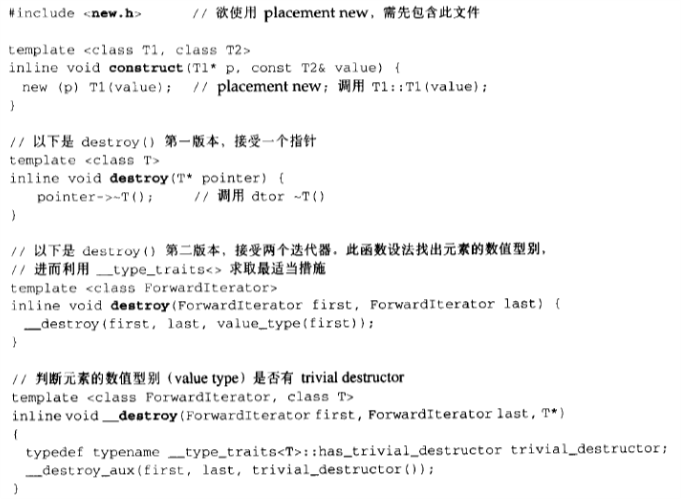 #include <new.h>        // 欲使用 placement new，需先包含此文件
template <class T1, class T2>
inline void construct(T1* p, const T2& value) {
  new (p) T1(value);  // placement new；调用 T1::T1(value);
}
// 以下是 destroy() 第一版本，接受一个指针
template <class T>
inline void destroy(T* pointer) {
    pointer->~T();      // 调用 dtor ~T()
}
// 以下是 destroy() 第二版本，接受两个迭代器．此函数设法找出元素的数值型别，
// 进而利用 __type_traits<> 求取最适当措施
template <class ForwardIterator>
inline void destroy(ForwardIterator first, ForwardIterator last) {
  __destroy(first, last, value_type(first));
}
// 判断元素的数值型别（value type）是否有 trivial destructor
template <class ForwardIterator, class T>
inline void __destroy(ForwardIterator first, ForwardIterator last, T*)
{
  typedef typename __type_traits<T>::has_trivial_destructor trivial_destructor;
  __destroy_aux(first, last, trivial_destructor());
}